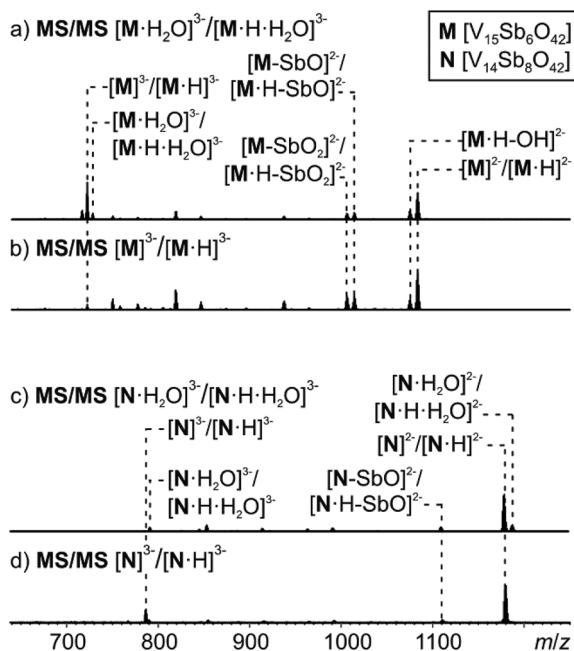 a) MS/MS [M·H₂O]³⁻/[M·H·H₂O]³⁻
M [V₁₅Sb₆O₄₂]
N [V₁₄Sb₈O₄₂]
[M]³⁻/[M·H]³⁻
[M·H₂O]³⁻/
[M·H·H₂O]³⁻
[M-SbO]²⁻/
[M·H-SbO]²⁻
[M-SbO₂]²⁻/
[M·H-SbO₂]²⁻
[M·H-OH]²⁻
[M]²⁻/[M·H]²⁻
b) MS/MS [M]³⁻/[M·H]³⁻
c) MS/MS [N·H₂O]³⁻/[N·H·H₂O]³⁻
[N]³⁻/[N·H]³⁻
[N·H₂O]³⁻/
[N·H·H₂O]³⁻
[N·H₂O]²⁻/
[N·H·H₂O]²⁻
[N]²⁻/[N·H]²⁻
[N-SbO]²⁻/
[N·H-SbO]²⁻
d) MS/MS [N]³⁻/[N·H]³⁻
700 800 900 1000 1100 m/z